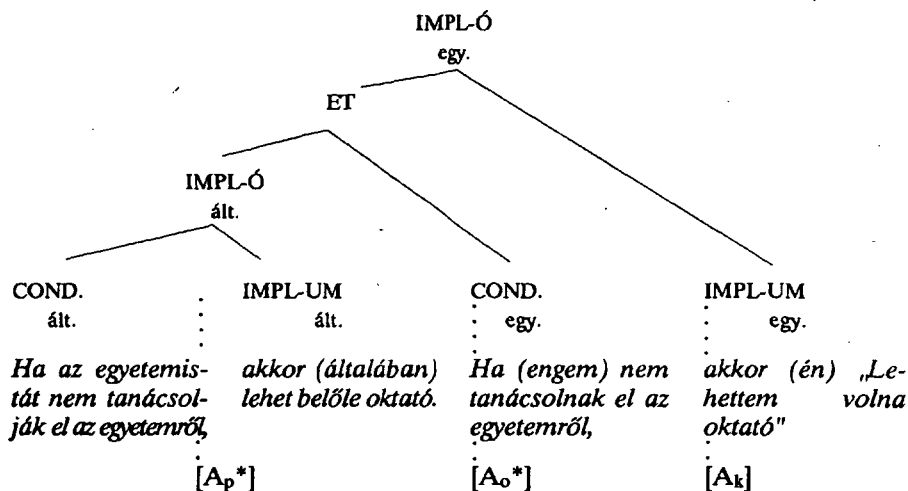 IMPL-Ó
egy.
ET
IMPL-Ó
ált.
COND. IMPL-UM COND. IMPL-UM
ált. ált. egy. egy.
Ha az egyetemis- akkor (általában) Ha (engem) nem akkor (én) „Le-
tát nem tanácsol- lehet belőle oktató. tanácsolnak el az hettem volna
ják el az egyetemről, egyetemről, oktató"
[Ap*] [Ao*] [Ak]